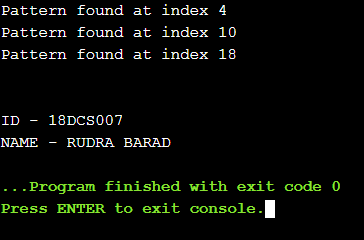 Pattern found at index 4
Pattern found at index 10
Pattern found at index 18
ID - 18DCS007
NAME - RUDRA BARAD
...Program finished with exit code 0
Press ENTER to exit console.